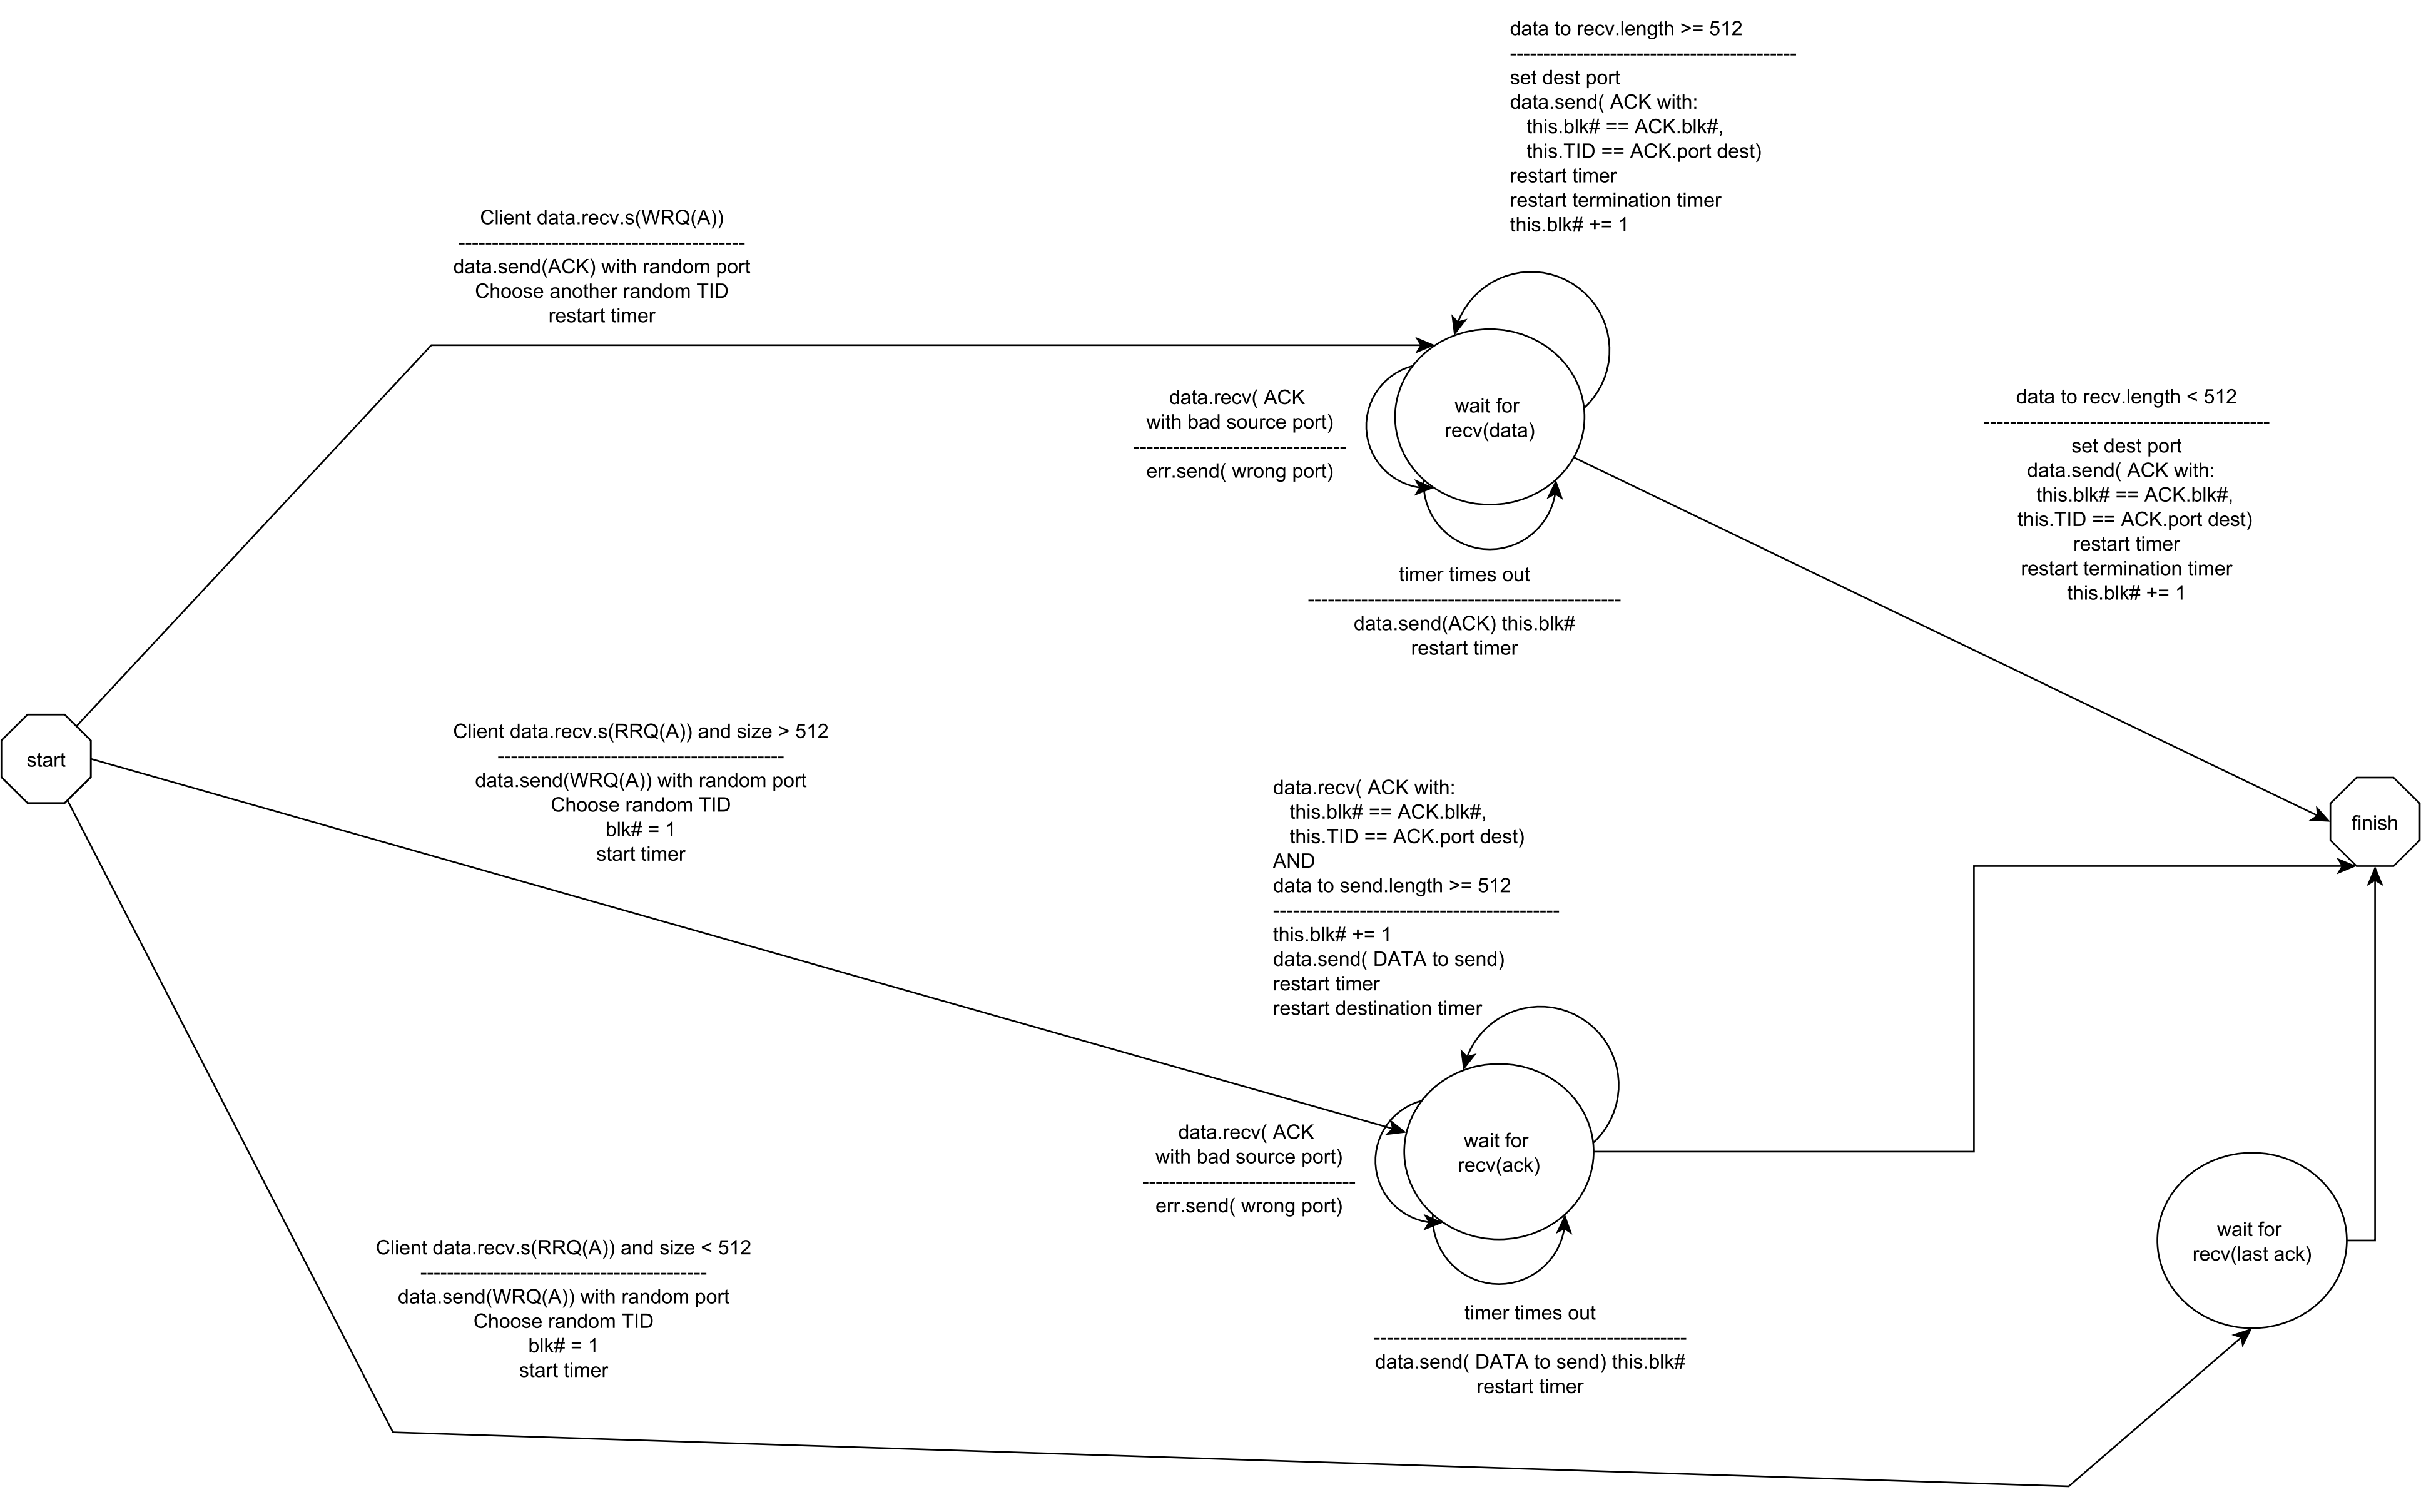 data to recv.length >= 512
-------------------------------------------
set dest port
data.send( ACK with:
this.blk# == ACK.blk#,
this.TID == ACK.port dest)
restart timer
restart termination timer
this.blk# += 1
Client data.recv.s(WRQ(A))
-------------------------------------------
data.send(ACK) with random port
Choose another random TID
restart timer
data.recv( ACK
with bad source port)
--------------------------------
err.send( wrong port)
wait for
recv(data)
data to recv.length < 512
-------------------------------------------
set dest port
data.send( ACK with:
this.blk# == ACK.blk#,
this.TID == ACK.port dest)
restart timer
restart termination timer
this.blk# += 1
timer times out
-----------------------------------------------
data.send(ACK) this.blk#
restart timer
start
Client data.recv.s(RRQ(A)) and size > 512
-------------------------------------------
data.send(WRQ(A)) with random port
Choose random TID
blk# = 1
start timer
data.recv( ACK with:
this.blk# == ACK.blk#,
this.TID == ACK.port dest)
AND
data to send.length >= 512
-------------------------------------------
this.blk# += 1
data.send( DATA to send)
restart timer
restart destination timer
finish
data.recv( ACK
with bad source port)
--------------------------------
err.send( wrong port)
wait for
recv(ack)
wait for
recv(last ack)
Client data.recv.s(RRQ(A)) and size < 512
-------------------------------------------
data.send(WRQ(A)) with random port
Choose random TID
blk# = 1
start timer
timer times out
-----------------------------------------------
data.send( DATA to send) this.blk#
restart timer